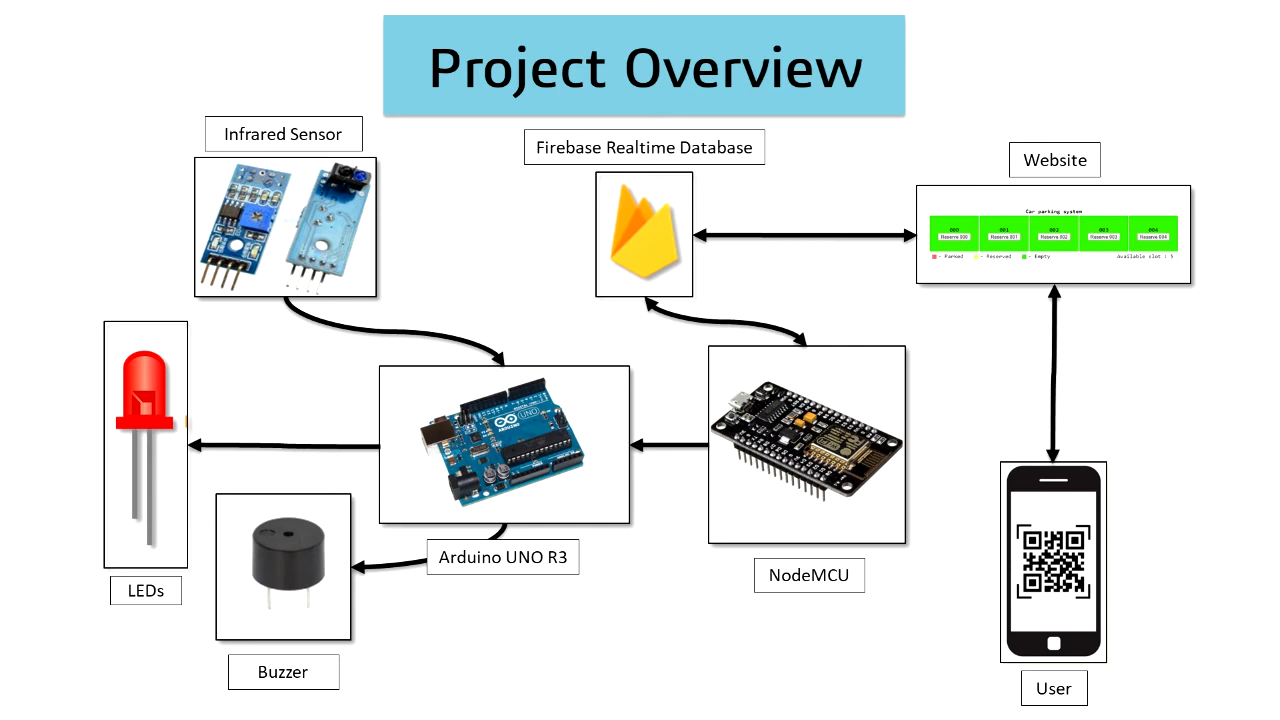 Project Overview
Infrared Sensor
Firebase Realtime Database
Website
Car parking system
000 001 002 003 004
Reserve 000 Reserve 001 Reserve 002 Reserve 003 Reserve 004
- Parked - Reserved - Empty Available slot : 5
UNO
ARDUINO
LEDs
Arduino UNO R3
NodeMCU
Buzzer
User